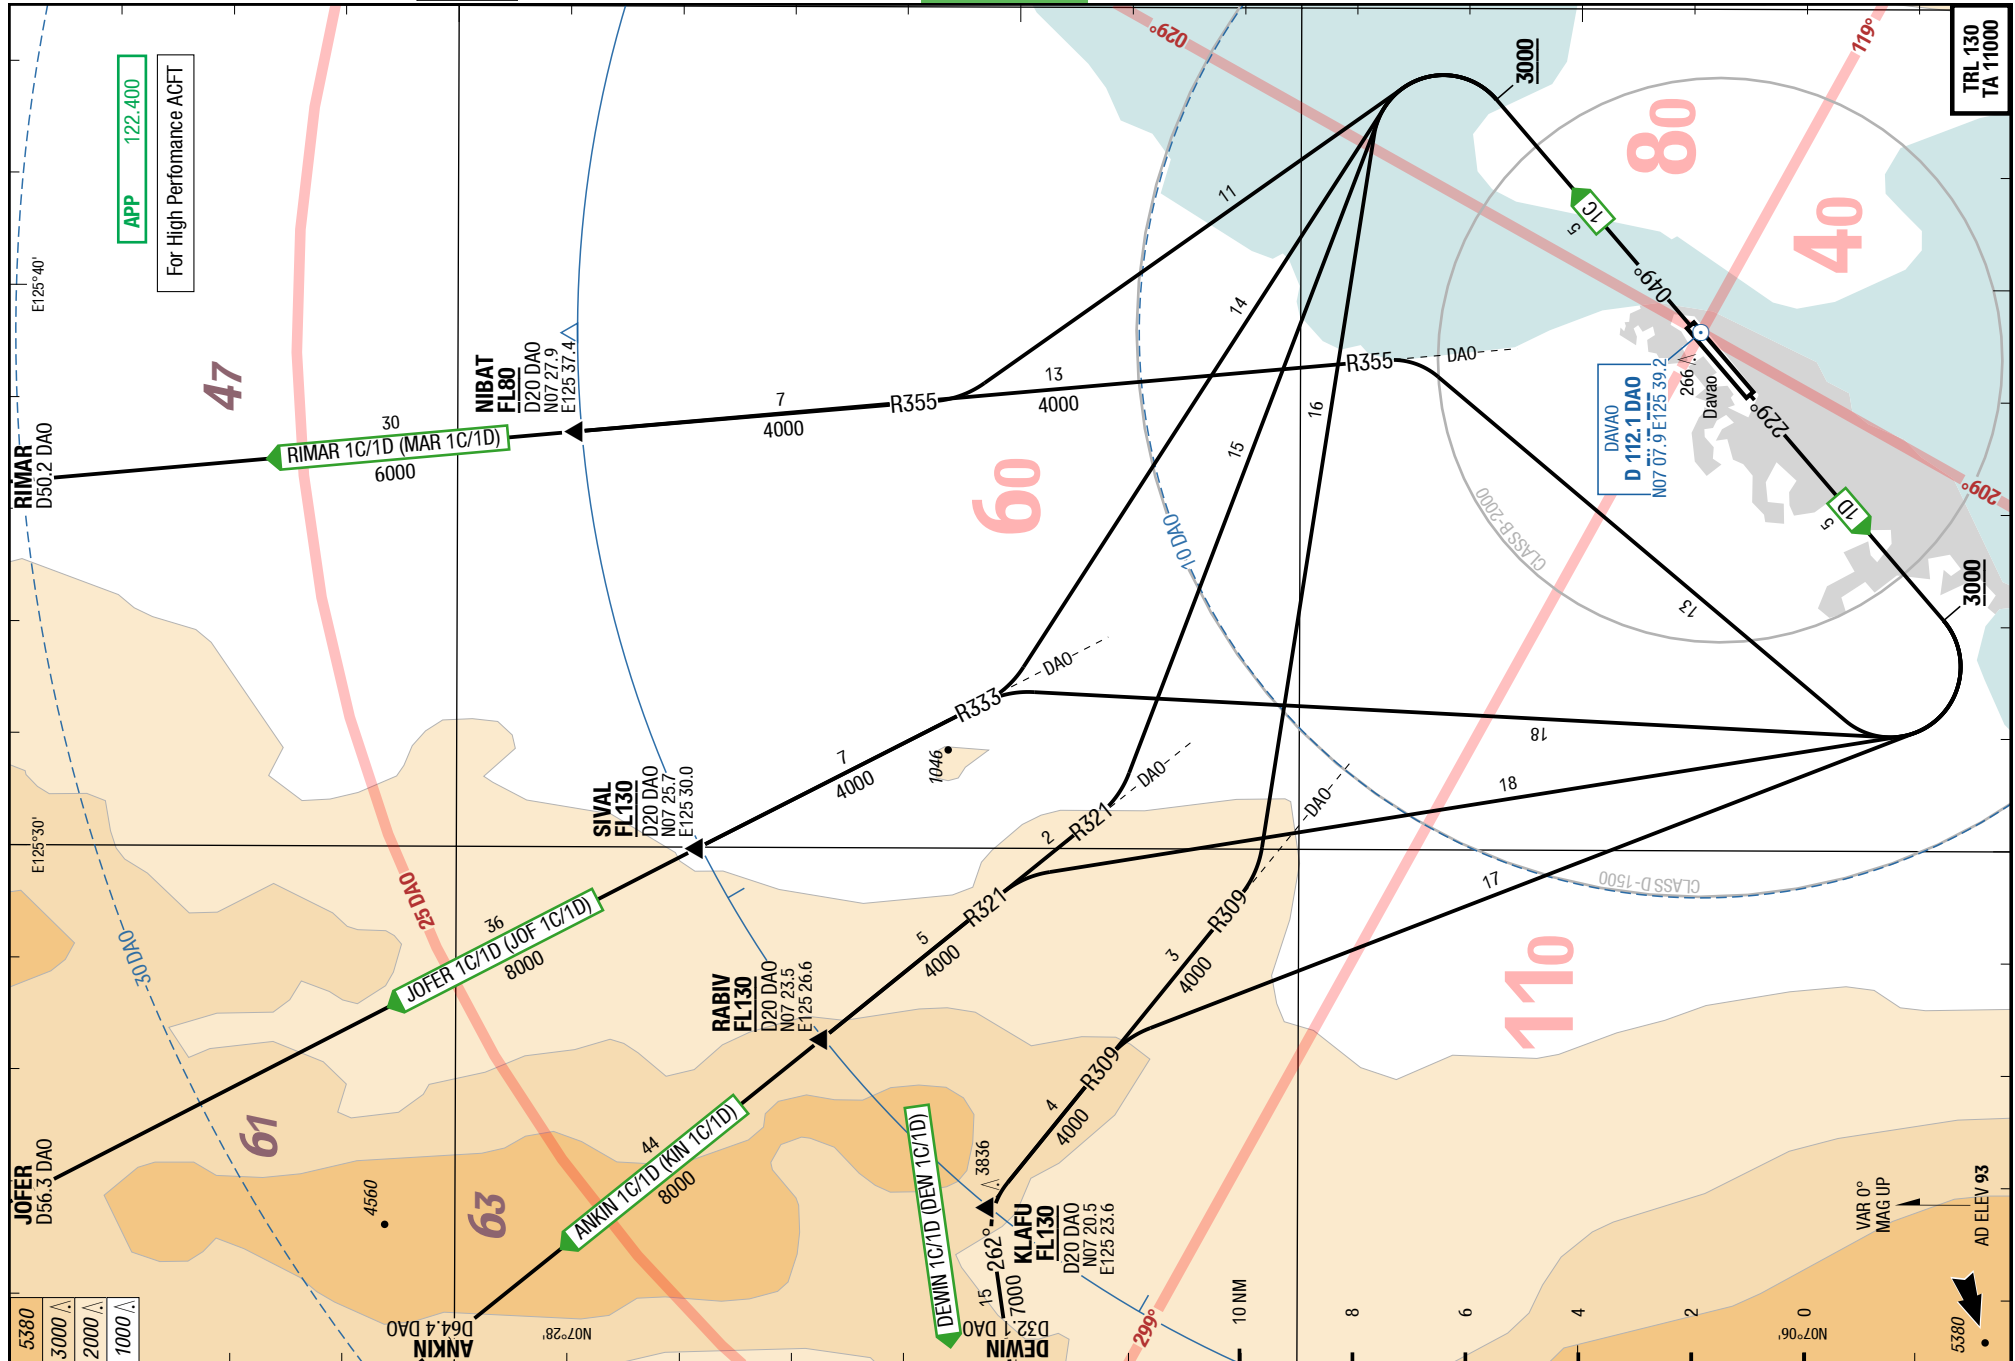 RIMAR
D50.2 DAO
E125°40'
APP 122.400
For High Perfomance ACFT
029°
3000
119°
TRL 130
TA 11000
47
30
RIMAR 1C/1D (MAR 1C/1D)
6000
NIBAT
FL80
D20 DAO
N07 27.9
E125 37.4
7
4000
R355
13
4000
R355
DAO
11
14
15
16
80
40
1C
5
049°
DAVAO
D 112.1 DAO
N07 07.9 E125 39.2
266
Davao
229°
1D
5
209°
3000
60
10 DAO
CLASS B-2000
13
R333
DAO
7
4000
1046
18
SIVAL
FL130
D20 DAO
N07 25.7
E125 30.0
E125°30'
25 DAO
30 DAO
36
JOFER 1C/1D (JOF 1C/1D)
8000
2
R321
DAO
R321
5
4000
18
DAO
R309
3
4000
17
CLASS D-1500
RABIV
FL130
D20 DAO
N07 23.5
E125 26.6
110
R309
4
4000
JOFER
D56.3 DAO
61
4560
63
44
ANKIN 1C/1D (KIN 1C/1D)
8000
DEWIN 1C/1D (DEW 1C/1D)
3836
KLAFU
FL130
D20 DAO
N07 20.5
E125 23.6
262°
15
7000
D32.1 DAO
DEWIN
299°
D64.4 DAO
ANKIN
N07°28'
5380
3000
2000
1000
10 NM
8
6
4
2
0
N07°06'
VAR 0°
MAG UP
AD ELEV 93
5380